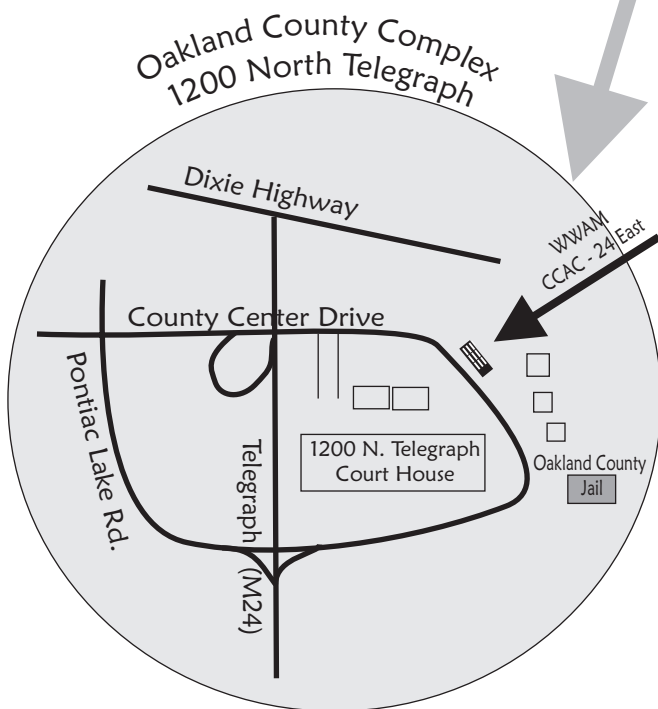 Oakland County Complex
1200 North Telegraph
Dixie Highway
WWAM
CCAC - 24 East
County Center Drive
Pontiac Lake Rd.
Telegraph (M24)
1200 N. Telegraph
Court House
Oakland County
Jail